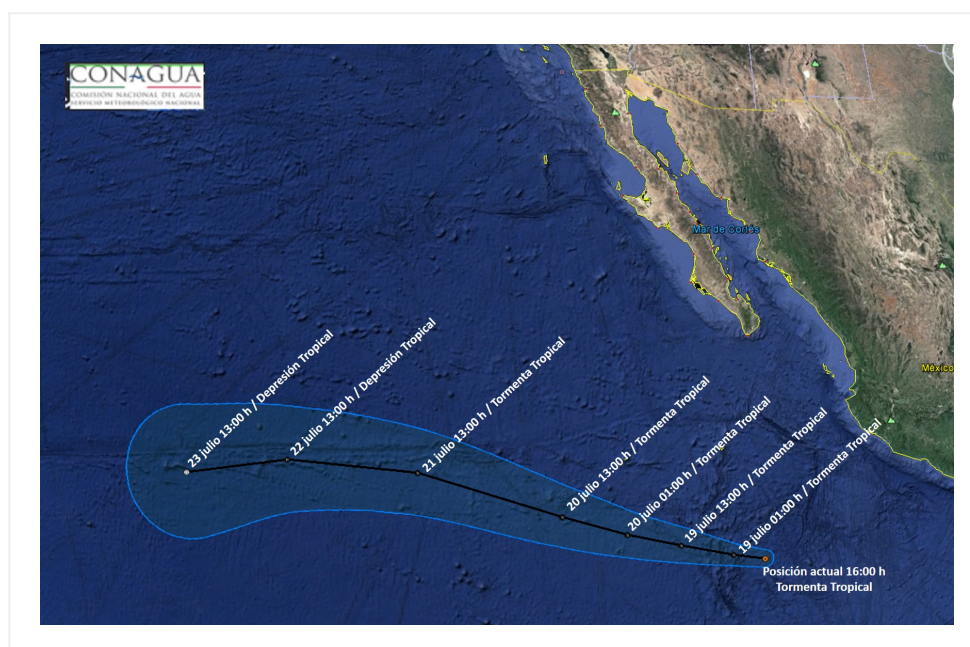 CONAGUA
COMISIÓN NACIONAL DEL AGUA
SERVICIO METEOROLÓGICO NACIONAL
Mar de Cortés
México
23 julio 13:00 h / Depresión Tropical
22 julio 13:00 h / Depresión Tropical
21 julio 13:00 h / Tormenta Tropical
20 julio 13:00 h / Tormenta Tropical
20 julio 01:00 h / Tormenta Tropical
19 julio 13:00 h / Tormenta Tropical
19 julio 01:00 h / Tormenta Tropical
Posición actual 16:00 h
Tormenta Tropical